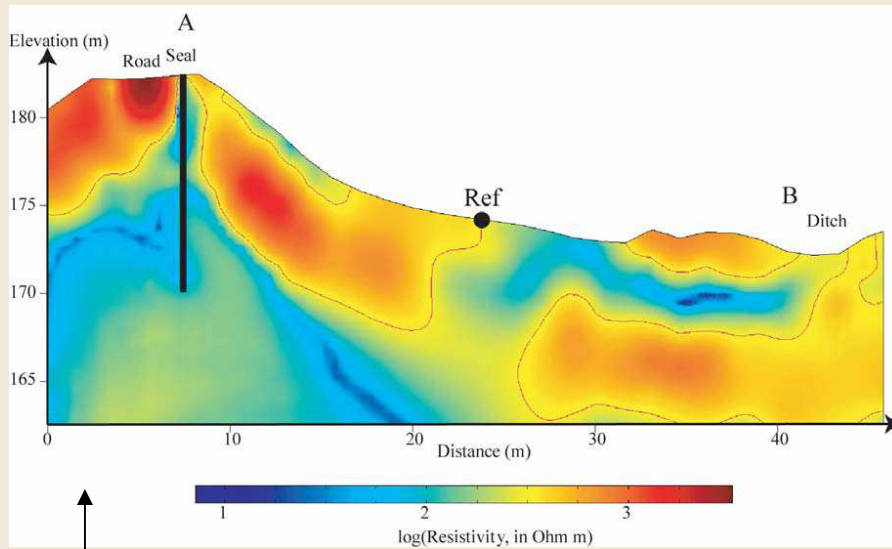 A
Elevation (m)
Road Seal
180
175
Ref
B
Ditch
170
165
0 10 20 30 40
Distance (m)
1 2 3
log(Resistivity, in Ohm m)